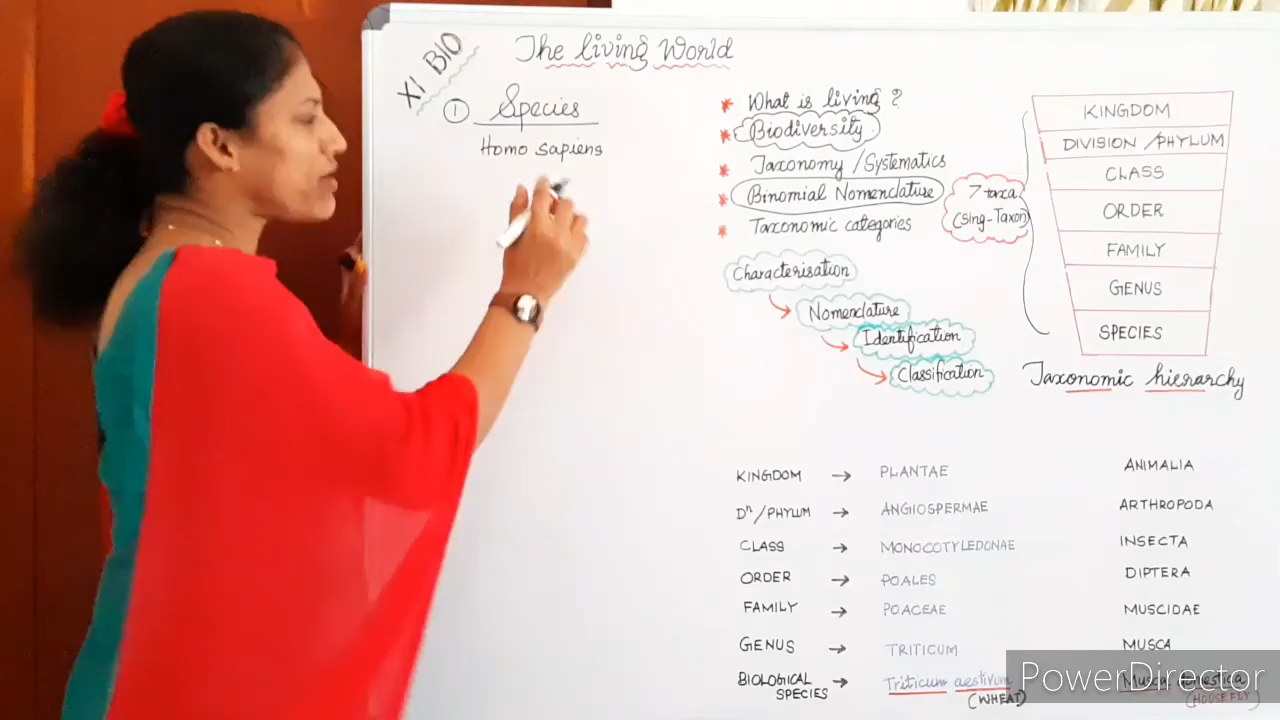 XI BIO
The living World
① Species
Homo sapiens
* What is living ?
* Biodiversity
* Taxonomy /Systematics
* Binomial Nomenclature
* Taxonomic categories
Characterisation
Nomenclature
Identification
Classification
7 taxa
(sing-Taxon)
KINGDOM
DIVISION /PHYLUM
CLASS
ORDER
FAMILY
GENUS
SPECIES
Taxonomic hierarchy
KINGDOM → PLANTAE ANIMALIA
Dⁿ/PHYLUM → ANGIOSPERMAE ARTHROPODA
CLASS → MONOCOTYLEDONAE INSECTA
ORDER → POALES DIPTERA
FAMILY → POACEAE MUSCIDAE
GENUS → TRITICUM MUSCA
BIOLOGICAL SPECIES → Triticum aestivum Musca domestica
(WHEAT) (HOUSEFLY)
PowerDirector